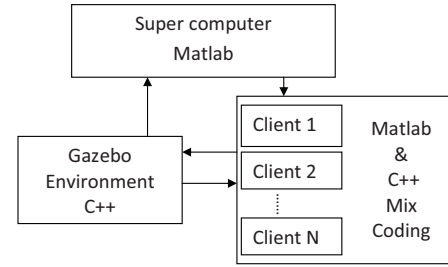 Super computer
Matlab
Gazebo
Environment
C++
Client 1
Client 2
Client N
Matlab
&
C++
Mix
Coding